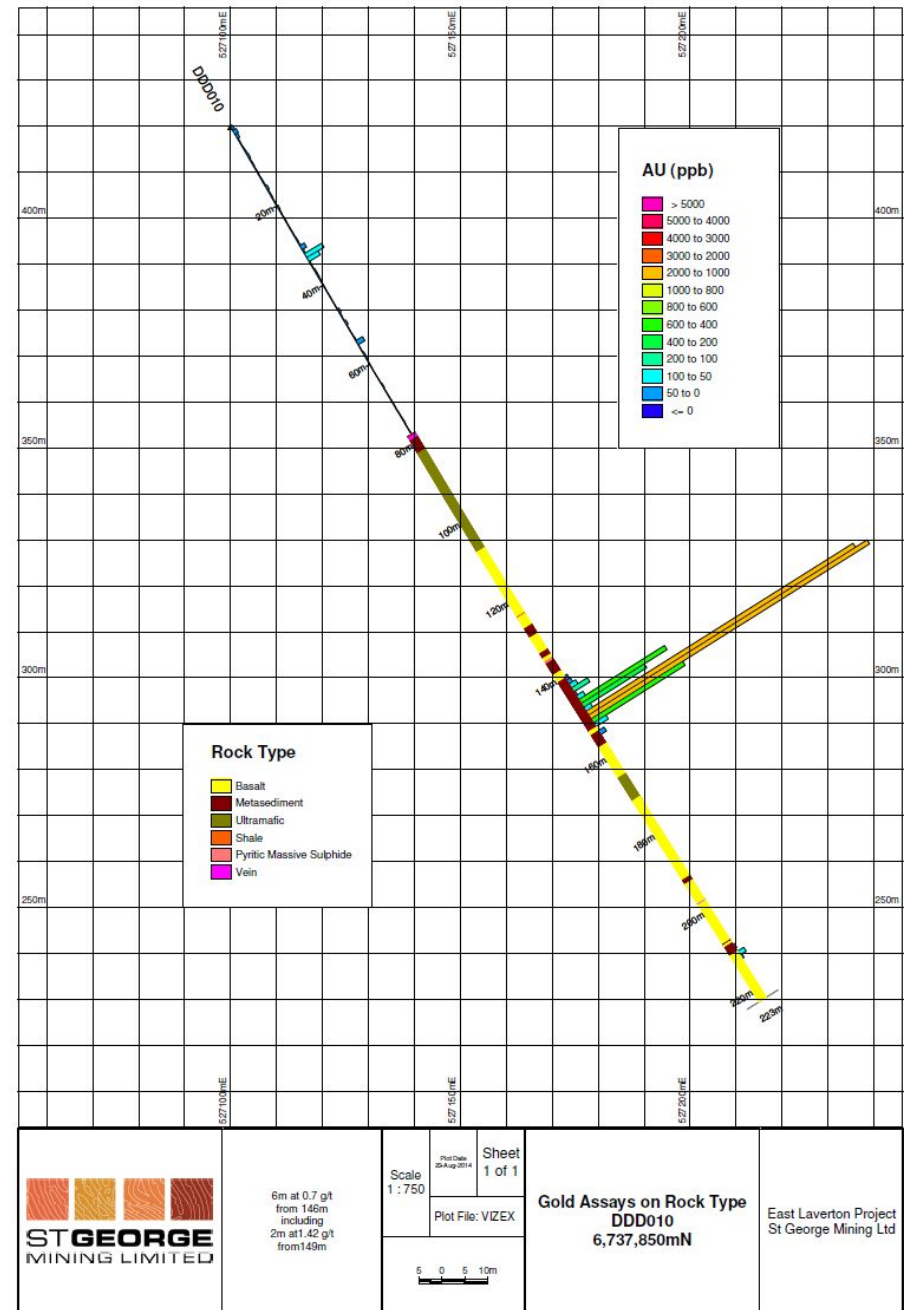 527100mE
527150mE
527200mE
DDD010
400m
400m
350m
350m
300m
300m
250m
250m
20m
40m
60m
80m
100m
120m
140m
160m
180m
200m
220m
223m
AU (ppb)
> 5000
5000 to 4000
4000 to 3000
3000 to 2000
2000 to 1000
1000 to 800
800 to 600
600 to 400
400 to 200
200 to 100
100 to 50
50 to 0
<= 0
Rock Type
Basalt
Metasediment
Ultramafic
Shale
Pyritic Massive Sulphide
Vein
527100mE
527150mE
527200mE
STGEORGE
MINING LIMITED
6m at 0.7 g/t
from 146m
including
2m at1.42 g/t
from149m
Scale
1 : 750
Plot Date
29-Aug-2014
Sheet
1 of 1
Plot File: VIZEX
5 0 5 10m
Gold Assays on Rock Type
DDD010
6,737,850mN
East Laverton Project
St George Mining Ltd